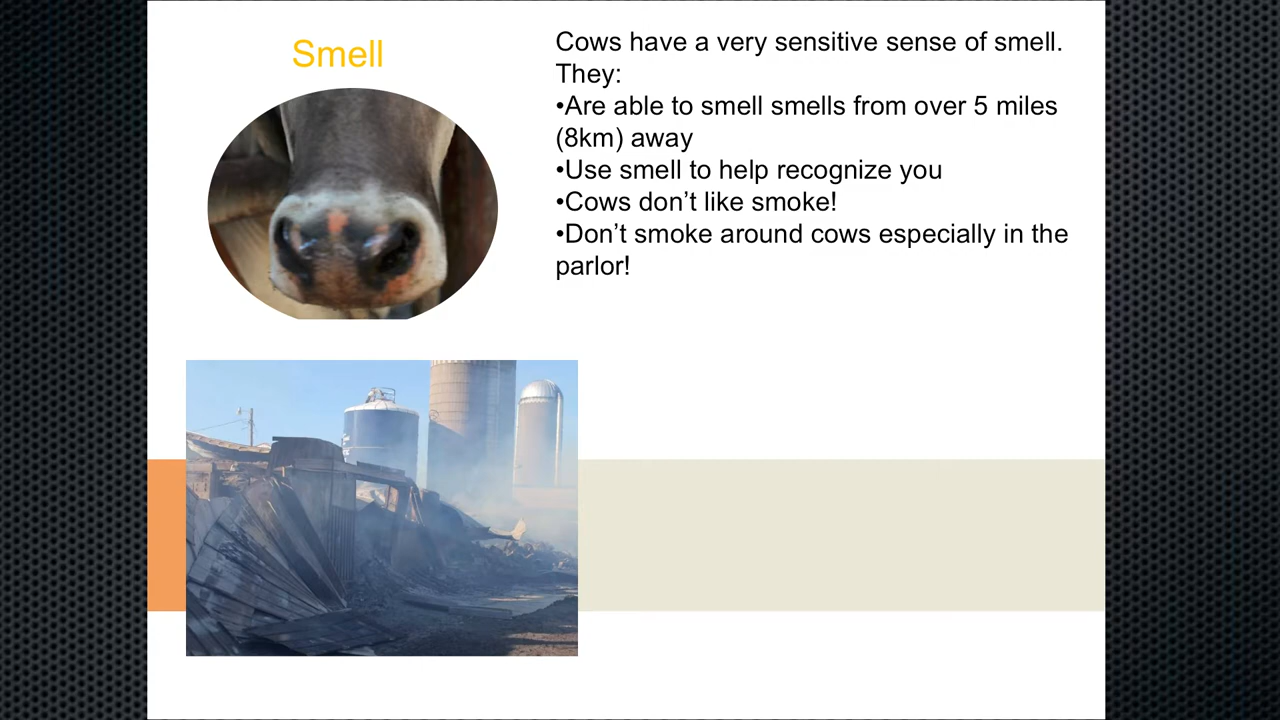 Smell
Cows have a very sensitive sense of smell.
They:
•Are able to smell smells from over 5 miles
(8km) away
•Use smell to help recognize you
•Cows don’t like smoke!
•Don’t smoke around cows especially in the
parlor!